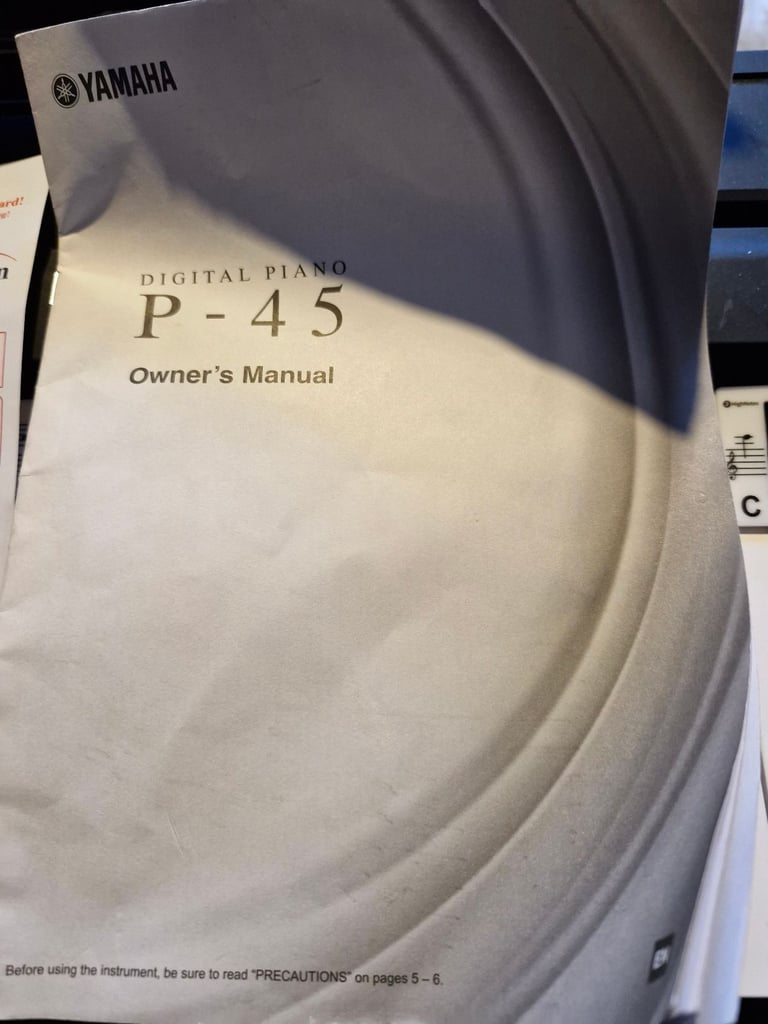 YAMAHA
DIGITAL PIANO
P-45
Owner's Manual
Before using the instrument, be sure to read "PRECAUTIONS" on pages 5 – 6.
EN
ard!
n
C